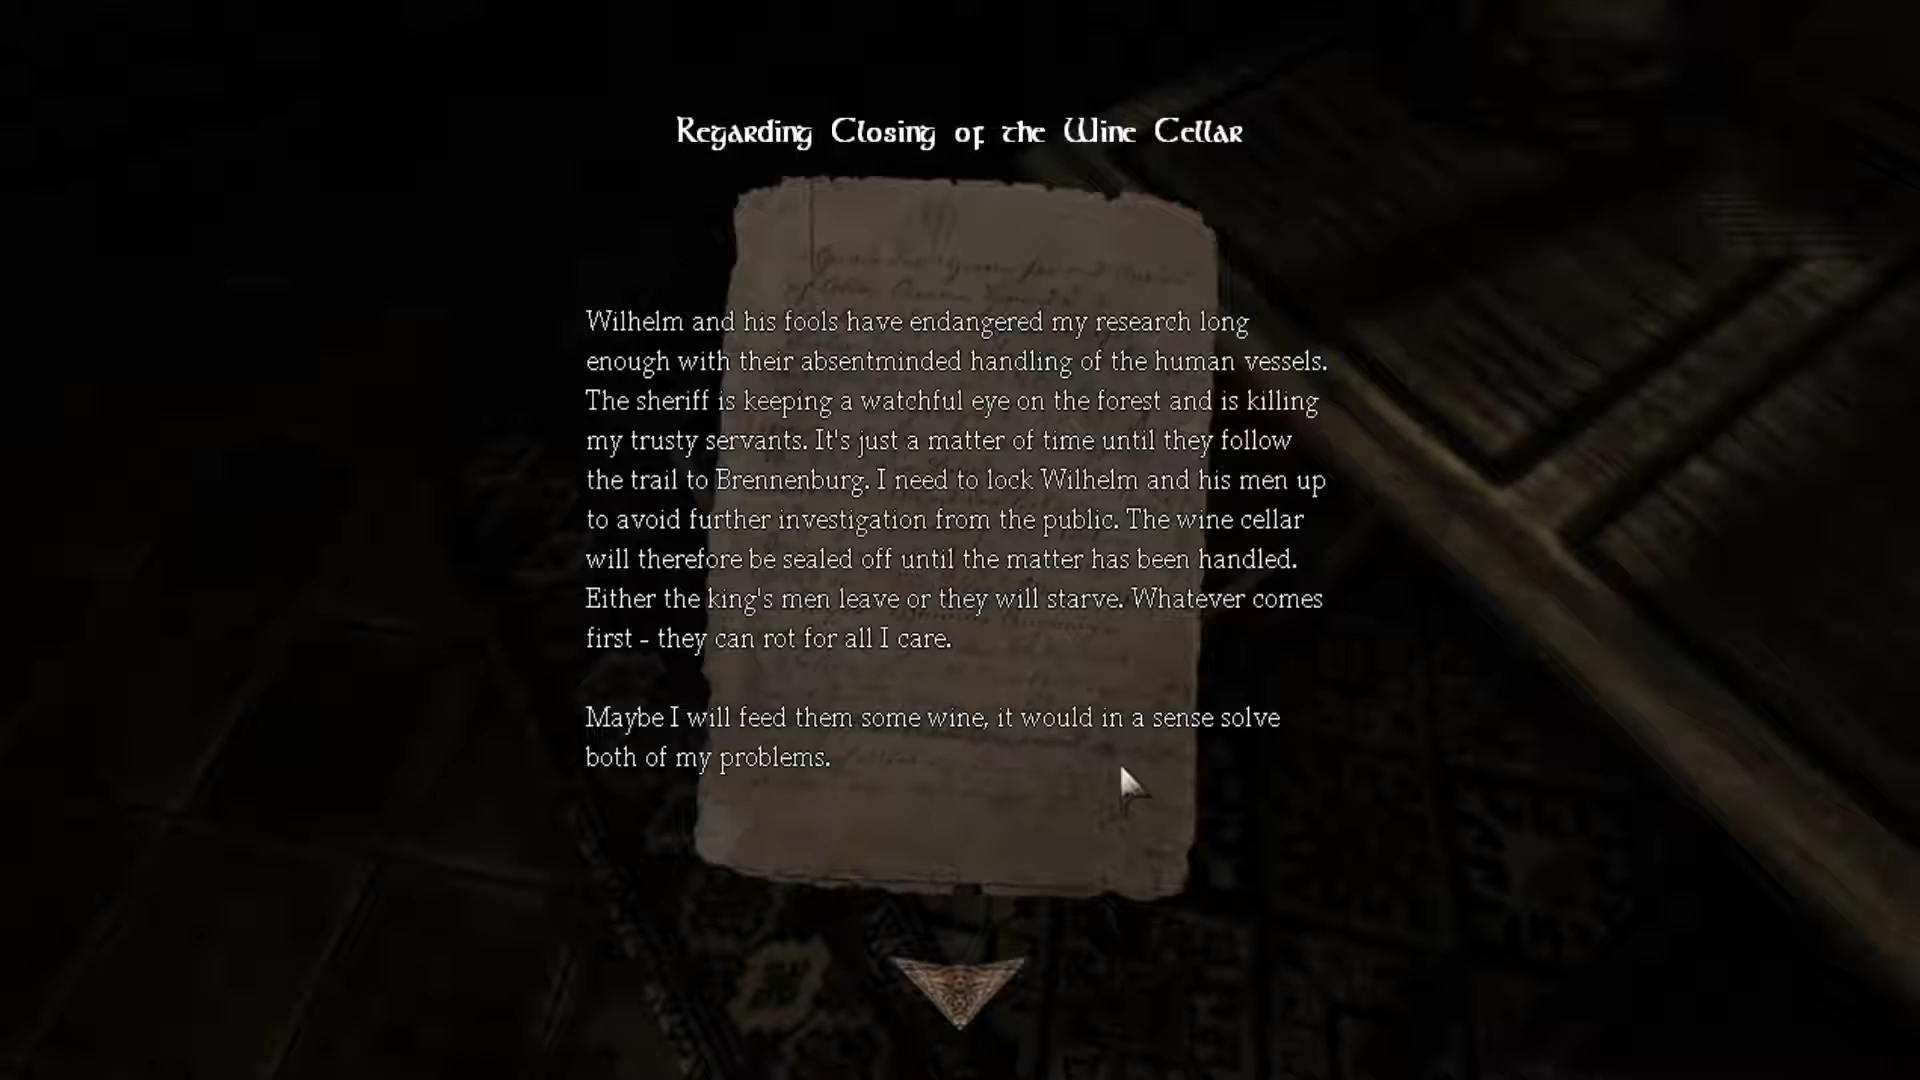 Regarding Closing of the Wine Cellar
Wilhelm and his fools have endangered my research long
enough with their absentminded handling of the human vessels.
The sheriff is keeping a watchful eye on the forest and is killing
my trusty servants. It's just a matter of time until they follow
the trail to Brennenburg. I need to lock Wilhelm and his men up
to avoid further investigation from the public. The wine cellar
will therefore be sealed off until the matter has been handled.
Either the king's men leave or they will starve. Whatever comes
first - they can rot for all I care.
Maybe I will feed them some wine, it would in a sense solve
both of my problems.